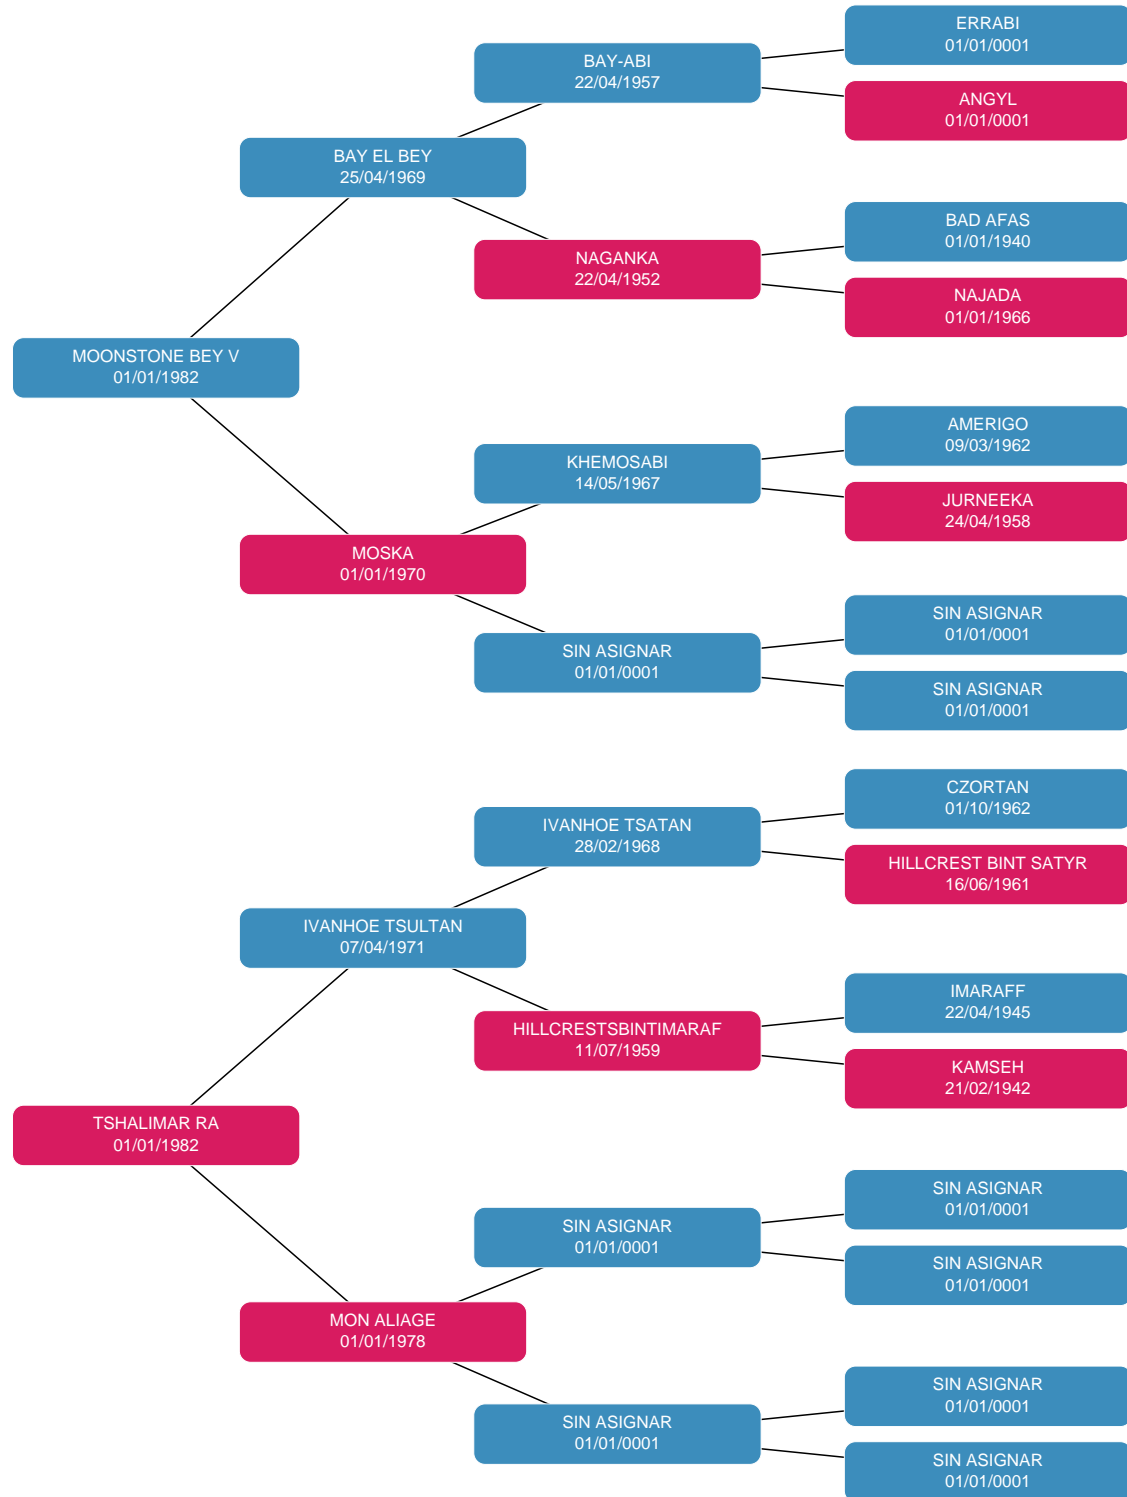 ERRABI
01/01/0001
BAY-ABI
22/04/1957
ANGYL
01/01/0001
BAY EL BEY
25/04/1969
BAD AFAS
01/01/1940
NAGANKA
22/04/1952
NAJADA
01/01/1966
MOONSTONE BEY V
01/01/1982
AMERIGO
09/03/1962
KHEMOSABI
14/05/1967
JURNEEKA
24/04/1958
MOSKA
01/01/1970
SIN ASIGNAR
01/01/0001
SIN ASIGNAR
01/01/0001
SIN ASIGNAR
01/01/0001
CZORTAN
01/10/1962
IVANHOE TSATAN
28/02/1968
HILLCREST BINT SATYR
16/06/1961
IVANHOE TSULTAN
07/04/1971
IMARAFF
22/04/1945
HILLCRESTSBINTIMARAF
11/07/1959
KAMSEH
21/02/1942
TSHALIMAR RA
01/01/1982
SIN ASIGNAR
01/01/0001
SIN ASIGNAR
01/01/0001
SIN ASIGNAR
01/01/0001
MON ALIAGE
01/01/1978
SIN ASIGNAR
01/01/0001
SIN ASIGNAR
01/01/0001
SIN ASIGNAR
01/01/0001